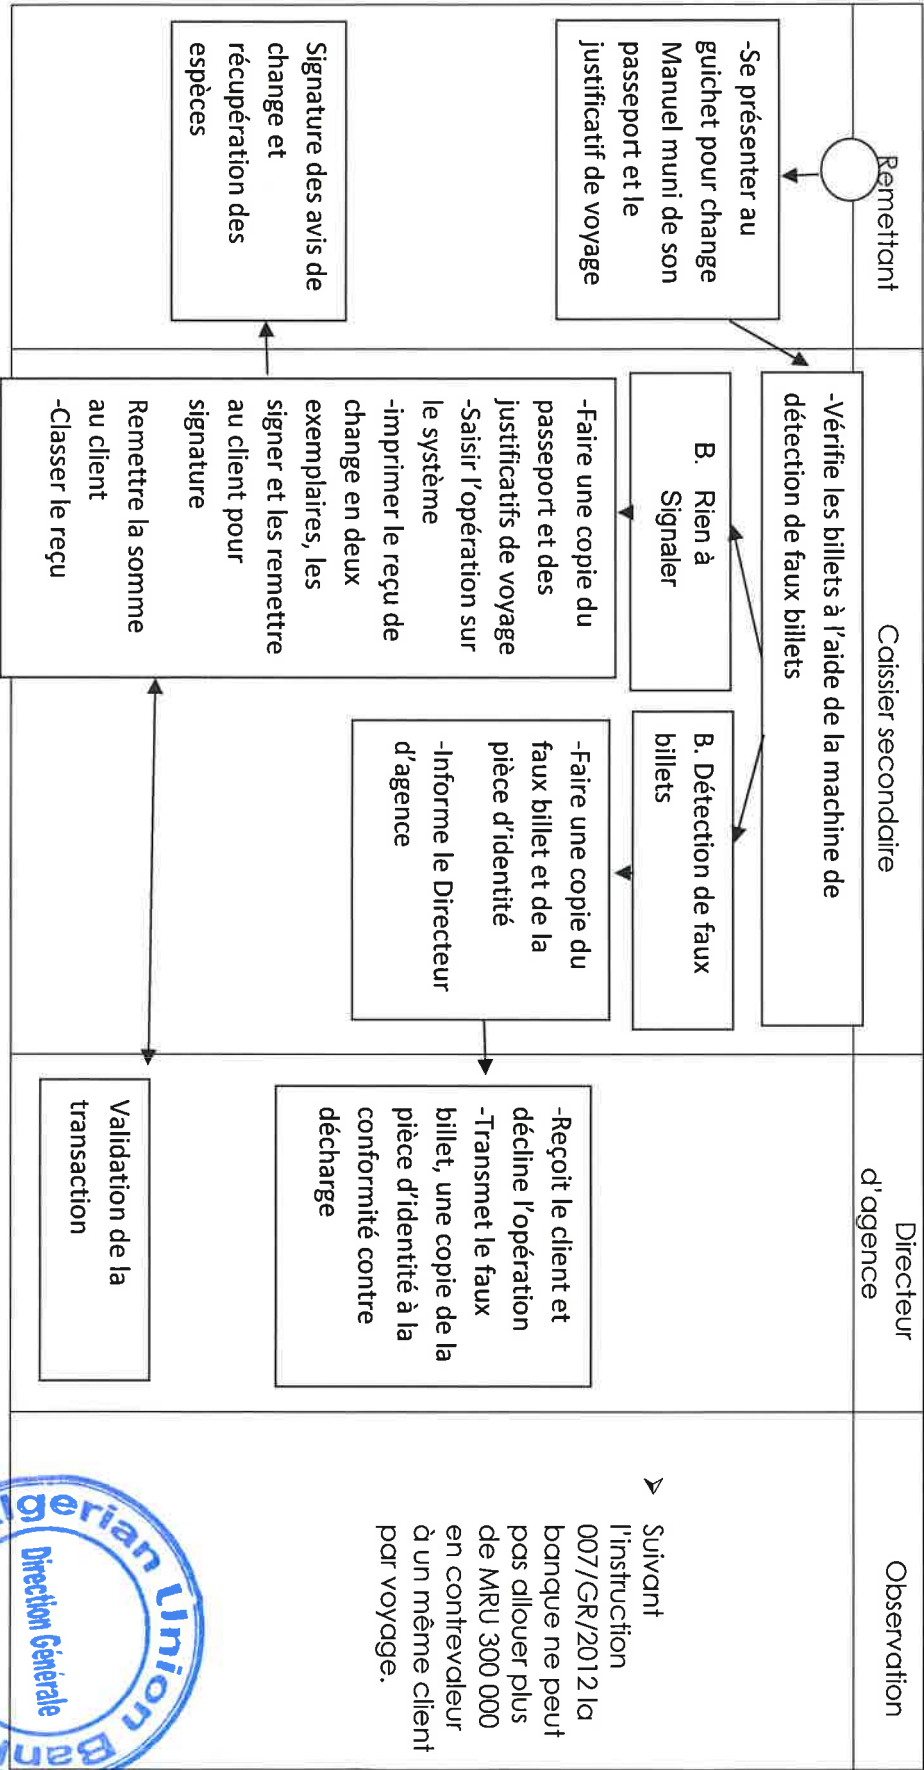 Remettant
Caissier secondaire
Directeur
d'agence
Observation
-Se présenter au
guichet pour change
Manuel muni de son
passeport et le
justificatif de voyage
-Vérifie les billets à l'aide de la machine de
détection de faux billets
B. Rien à
Signaler
B. Détection de faux
billets
-Faire une copie du
passeport et des
justificatifs de voyage
-Saisir l'opération sur
le système
-imprimer le reçu de
change en deux
exemplaires, les
signer et les remettre
au client pour
signature
Remettre la somme
au client
-Classer le reçu
-Faire une copie du
faux billet et de la
pièce d'identité
-Informe le Directeur
d'agence
-Reçoit le client et
décline l'opération
-Transmet le faux
billet, une copie de la
pièce d'identité à la
conformité contre
décharge
Signature des avis de
change et
récupération des
espèces
Validation de la
transaction
➢ Suivant
l'instruction
007/GR/2012 la
banque ne peut
pas allouer plus
de MRU 300 000
en contrevaleur
à un même client
par voyage.
gerian Union Ban
Direction Générale